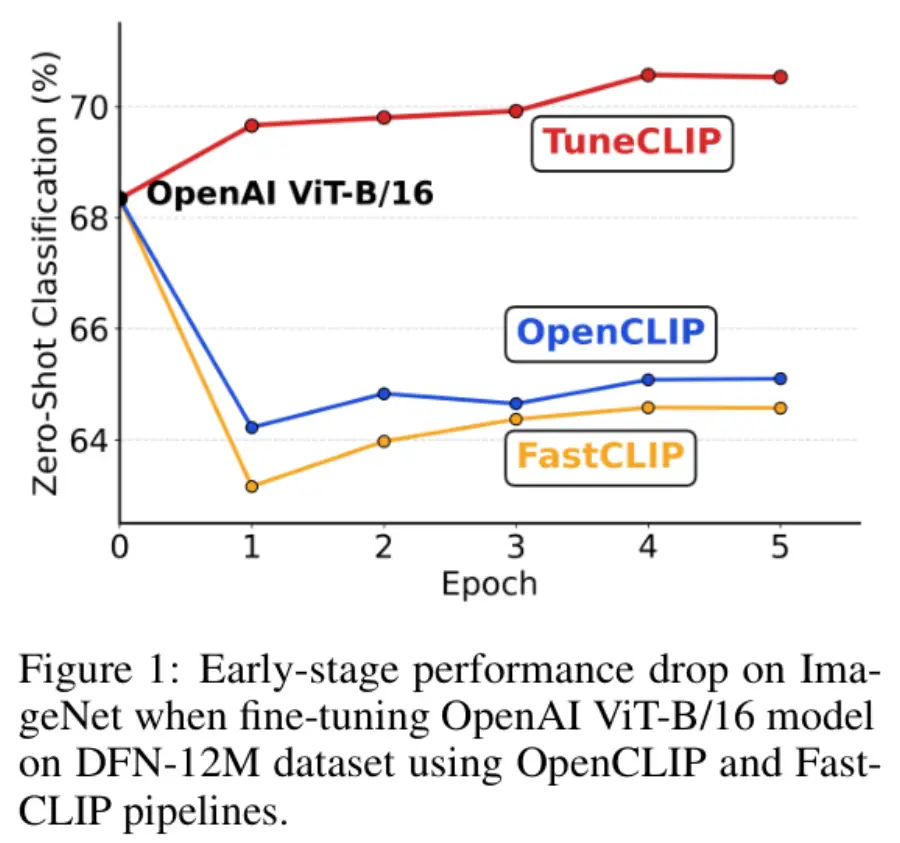 Zero-Shot Classification (%)
70
68
66
64
TuneCLIP
OpenAI ViT-B/16
OpenCLIP
FastCLIP
0 1 2 3 4 5
Epoch
Figure 1: Early-stage performance drop on Ima-
geNet when fine-tuning OpenAI ViT-B/16 model
on DFN-12M dataset using OpenCLIP and Fast-
CLIP pipelines.